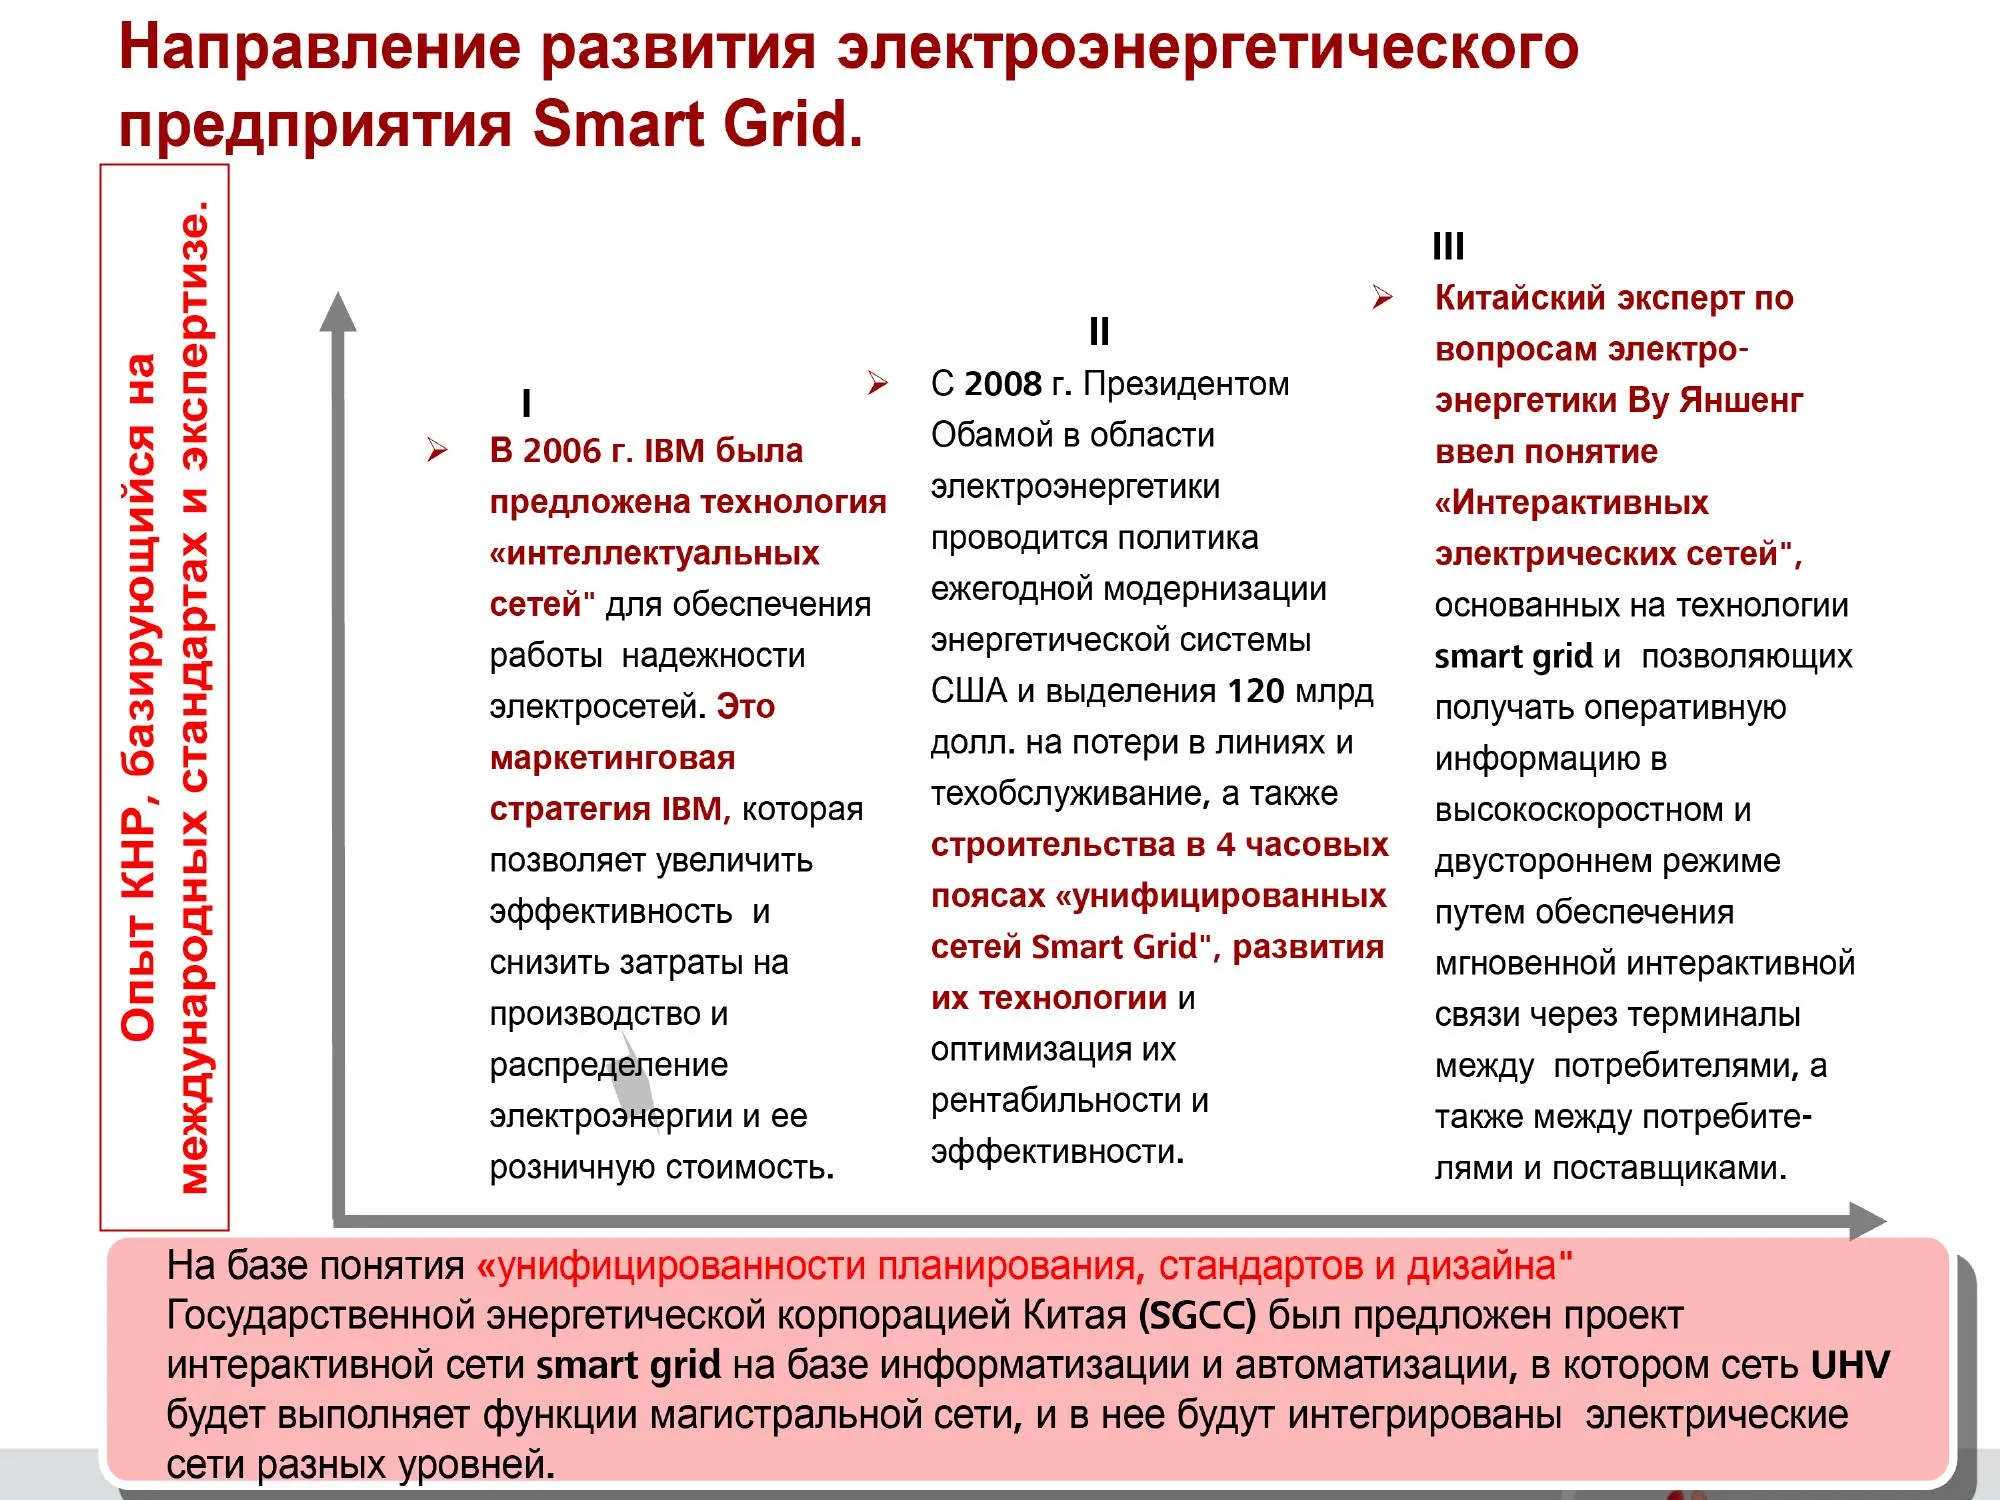 Направление развития электроэнергетического
предприятия Smart Grid.
Опыт КНР, базирующийся на
международных стандартах и экспертизе.
I
В 2006 г. IBM была
предложена технология
«интеллектуальных
сетей" для обеспечения
работы надежности
электросетей. Это
маркетинговая
стратегия IBM, которая
позволяет увеличить
эффективность и
снизить затраты на
производство и
распределение
электроэнергии и ее
розничную стоимость.
II
С 2008 г. Президентом
Обамой в области
электроэнергетики
проводится политика
ежегодной модернизации
энергетической системы
США и выделения 120 млрд
долл. на потери в линиях и
техобслуживание, а также
строительства в 4 часовых
поясах «унифицированных
сетей Smart Grid", развития
их технологии и
оптимизация их
рентабильности и
эффективности.
III
Китайский эксперт по
вопросам электро-
энергетики Ву Яншенг
ввел понятие
«Интерактивных
электрических сетей",
основанных на технологии
smart grid и позволяющих
получать оперативную
информацию в
высокоскоростном и
двустороннем режиме
путем обеспечения
мгновенной интерактивной
связи через терминалы
между потребителями, а
также между потребите-
лями и поставщиками.
На базе понятия «унифицированности планирования, стандартов и дизайна"
Государственной энергетической корпорацией Китая (SGCC) был предложен проект
интерактивной сети smart grid на базе информатизации и автоматизации, в котором сеть UHV
будет выполняет функции магистральной сети, и в нее будут интегрированы электрические
сети разных уровней.